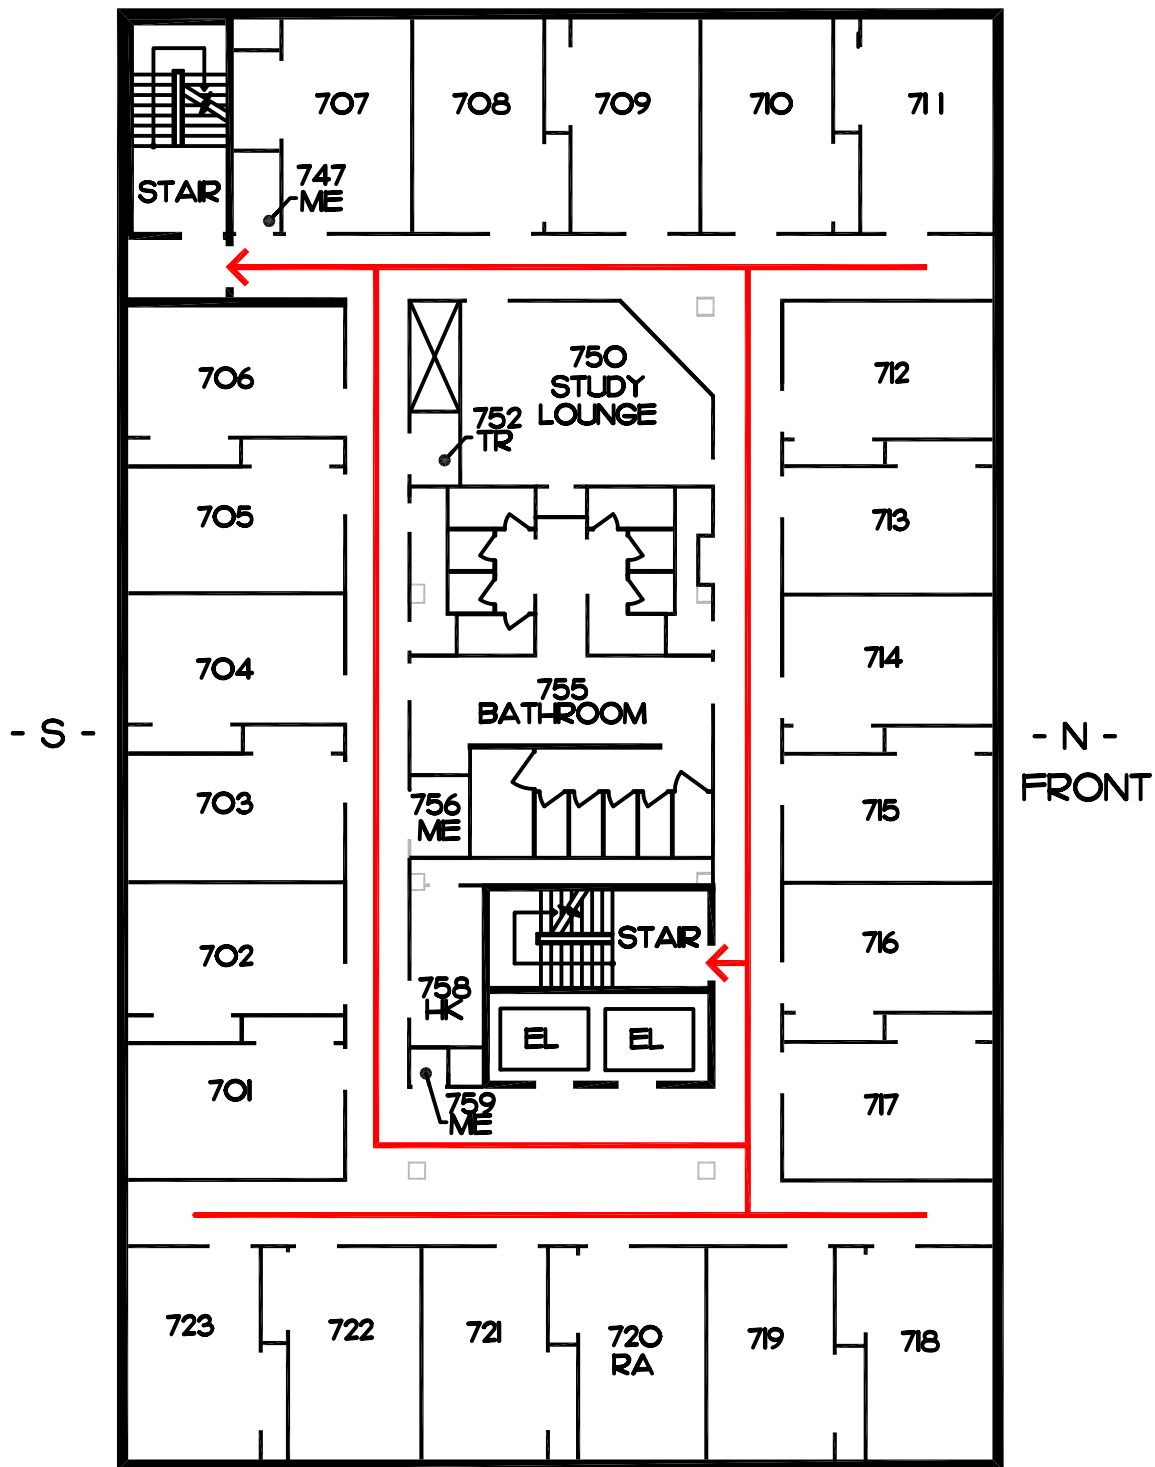 707
708
709
710
711
747
ME
STAIR
706
750
STUDY
LOUNGE
712
752
TR
705
713
704
714
755
BATHROOM
- S -
- N -
FRONT
703
756
ME
715
702
STAIR
716
758
HK
EL
EL
701
759
ME
717
723
722
721
720
RA
719
718